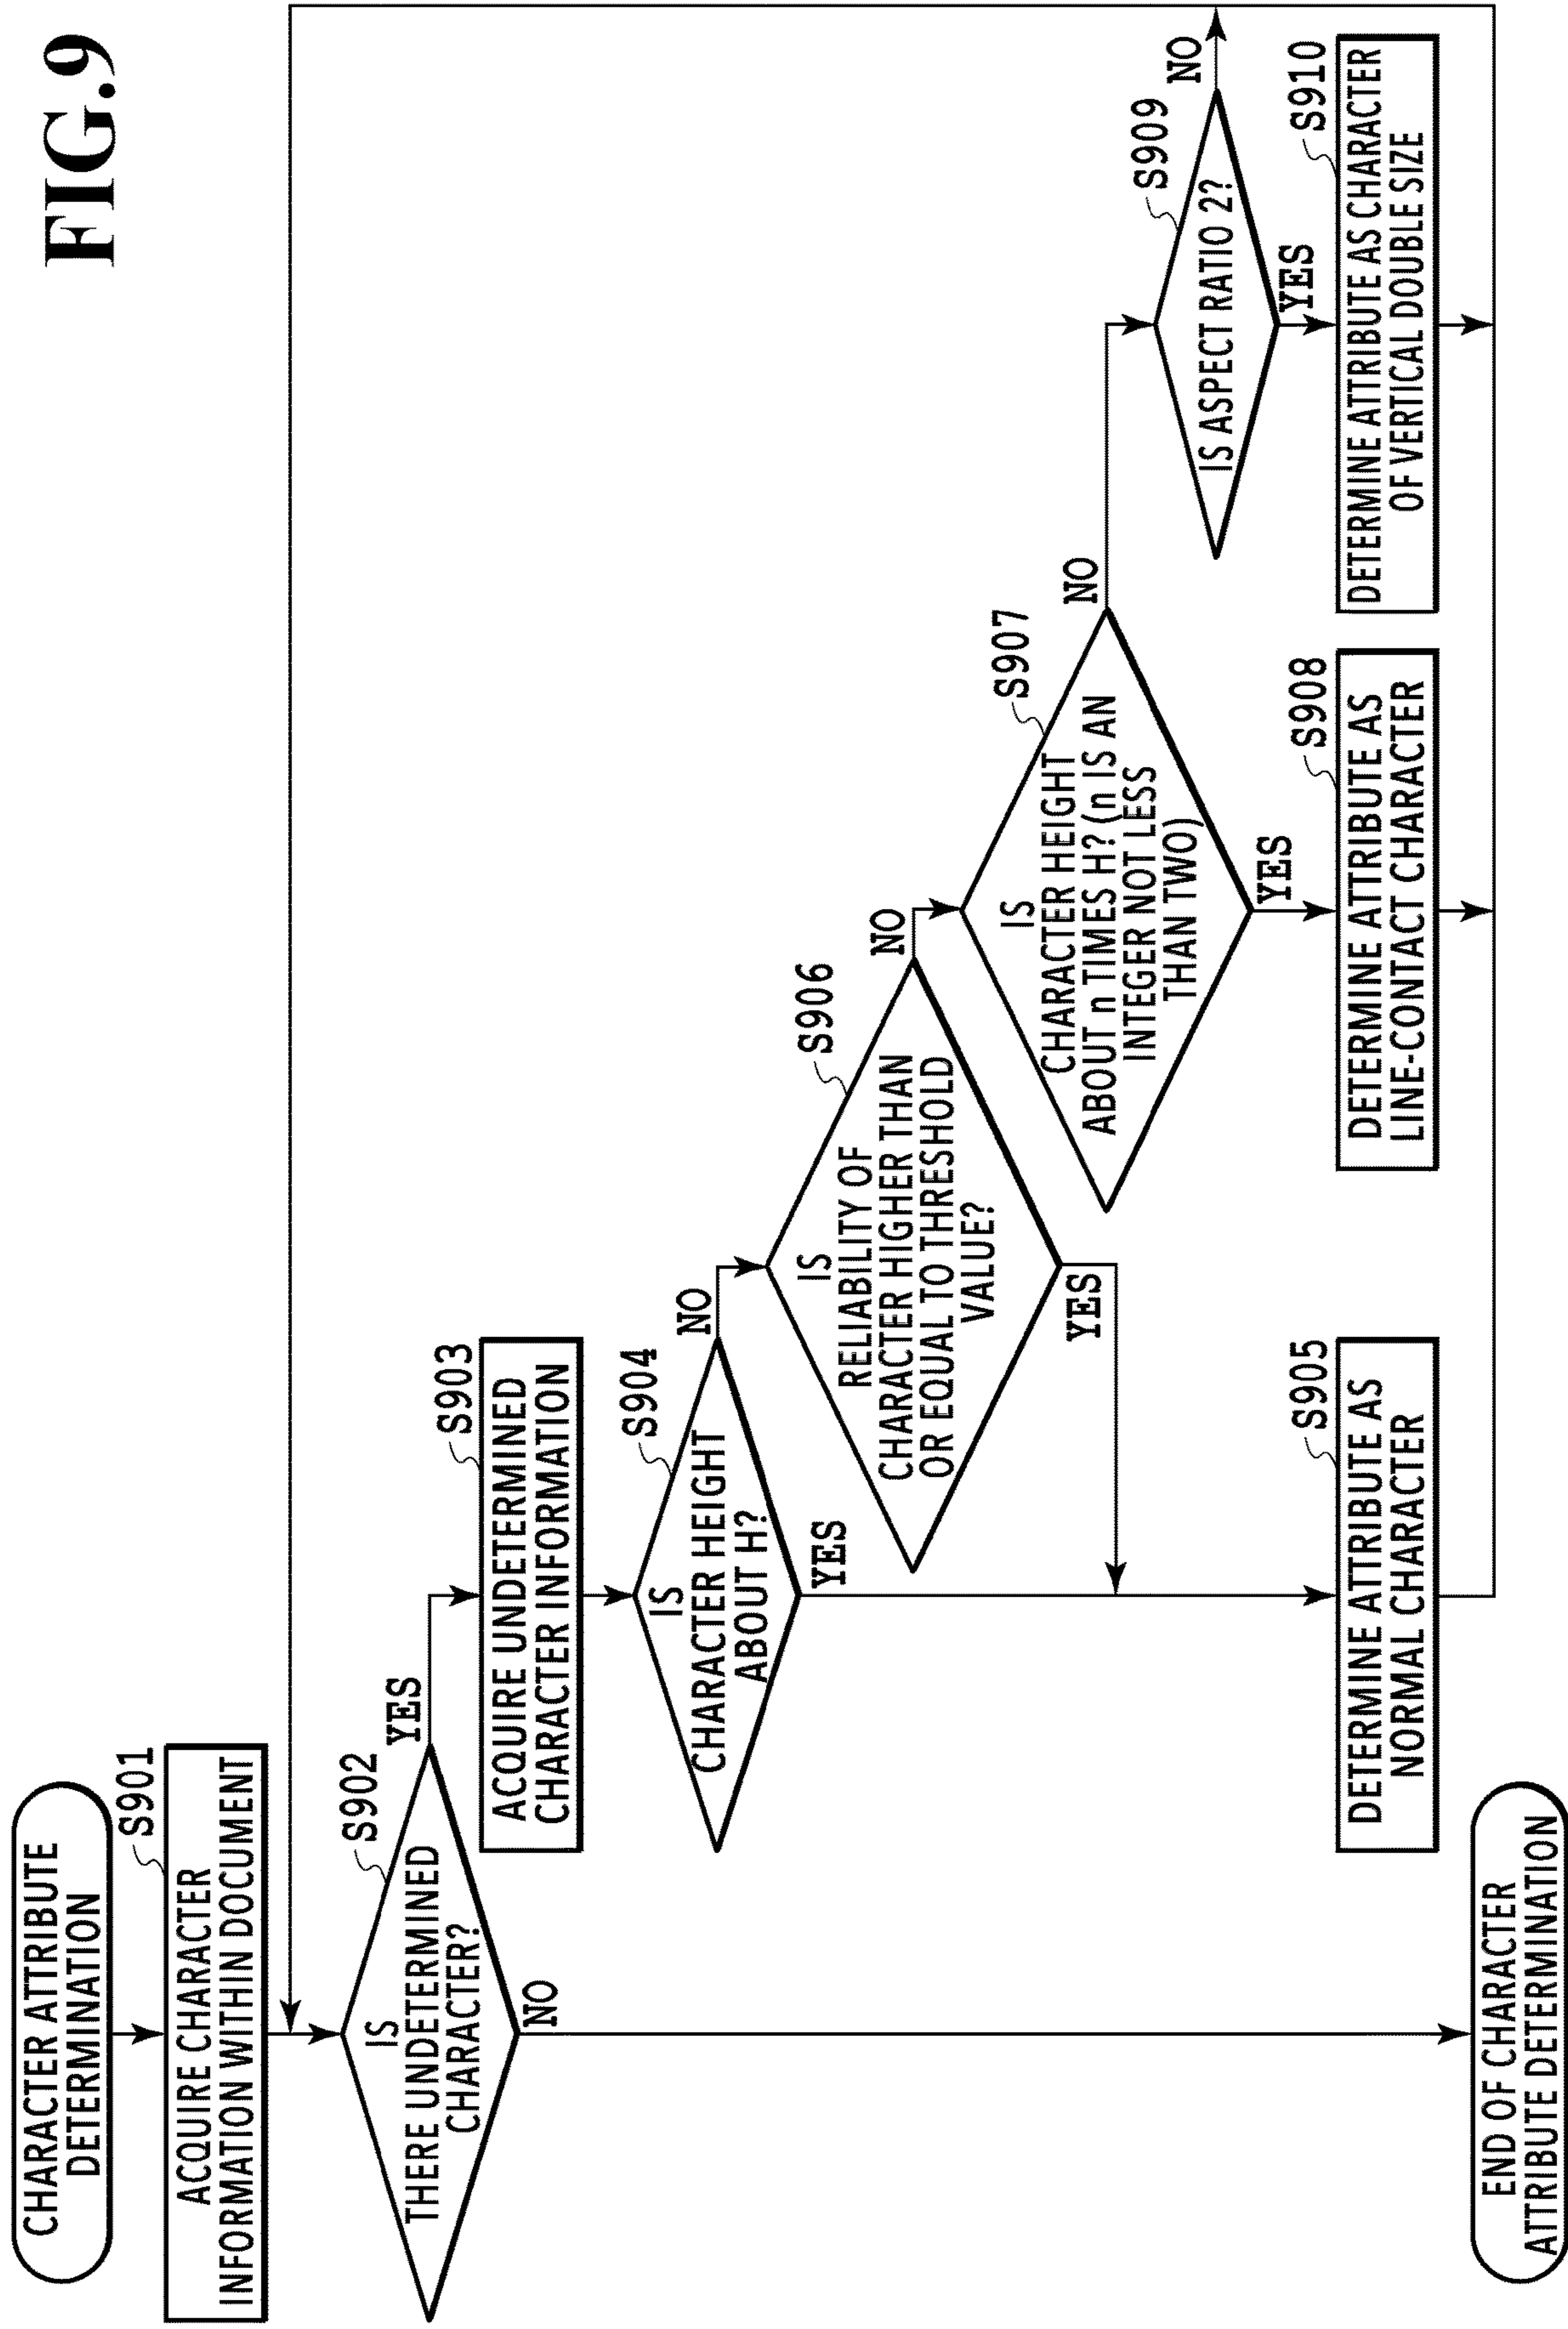 FIG.9
CHARACTER ATTRIBUTE
DETERMINATION
S901
ACQUIRE CHARACTER
INFORMATION WITHIN DOCUMENT
S902
IS
THERE UNDETERMINED
CHARACTER?
YES
NO
S903
ACQUIRE UNDETERMINED
CHARACTER INFORMATION
S904
IS
CHARACTER HEIGHT
ABOUT H?
NO
YES
S906
IS
RELIABILITY OF
CHARACTER HIGHER THAN
OR EQUAL TO THRESHOLD
VALUE?
NO
YES
S907
IS
CHARACTER HEIGHT
ABOUT n TIMES H? (n IS AN
INTEGER NOT LESS
THAN TWO)
NO
YES
S909
IS ASPECT RATIO 2?
NO
YES
S905
DETERMINE ATTRIBUTE AS
NORMAL CHARACTER
S908
DETERMINE ATTRIBUTE AS
LINE-CONTACT CHARACTER
S910
DETERMINE ATTRIBUTE AS CHARACTER
OF VERTICAL DOUBLE SIZE
END OF CHARACTER
ATTRIBUTE DETERMINATION